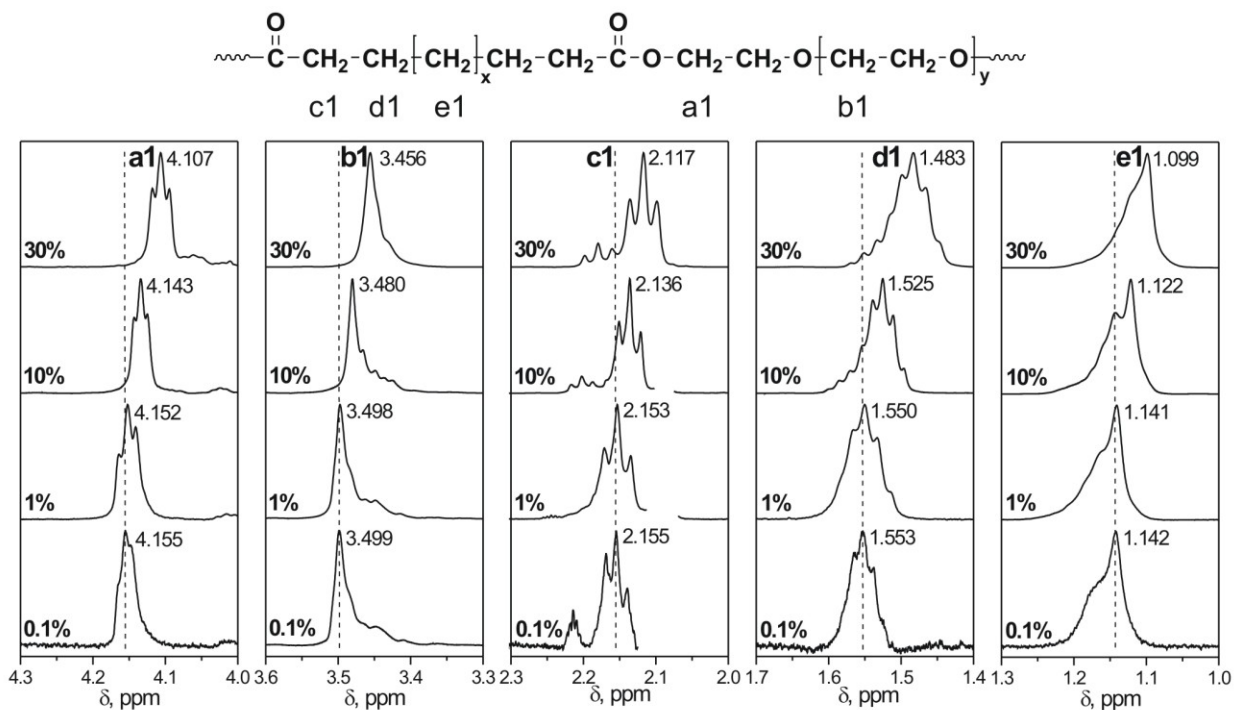 O O
C-CH2-CH2-[CH2]x-CH2-CH2-C-O-CH2-CH2-O-[CH2-CH2-O]y
c1 d1 e1 a1 b1
a1 4.107
30%
4.143
10%
4.152
1%
4.155
0.1%
4.3 4.2 4.1 4.0
δ, ppm
b1 3.456
30%
3.480
10%
3.498
1%
3.499
0.1%
3.6 3.5 3.4 3.3
δ, ppm
c1 2.117
30%
2.136
10%
2.153
1%
2.155
0.1%
2.3 2.2 2.1 2.0
δ, ppm
d1 1.483
30%
1.525
10%
1.550
1%
1.553
0.1%
1.7 1.6 1.5 1.4
δ, ppm
e1 1.099
30%
1.122
10%
1.141
1%
1.142
0.1%
1.3 1.2 1.1 1.0
δ, ppm